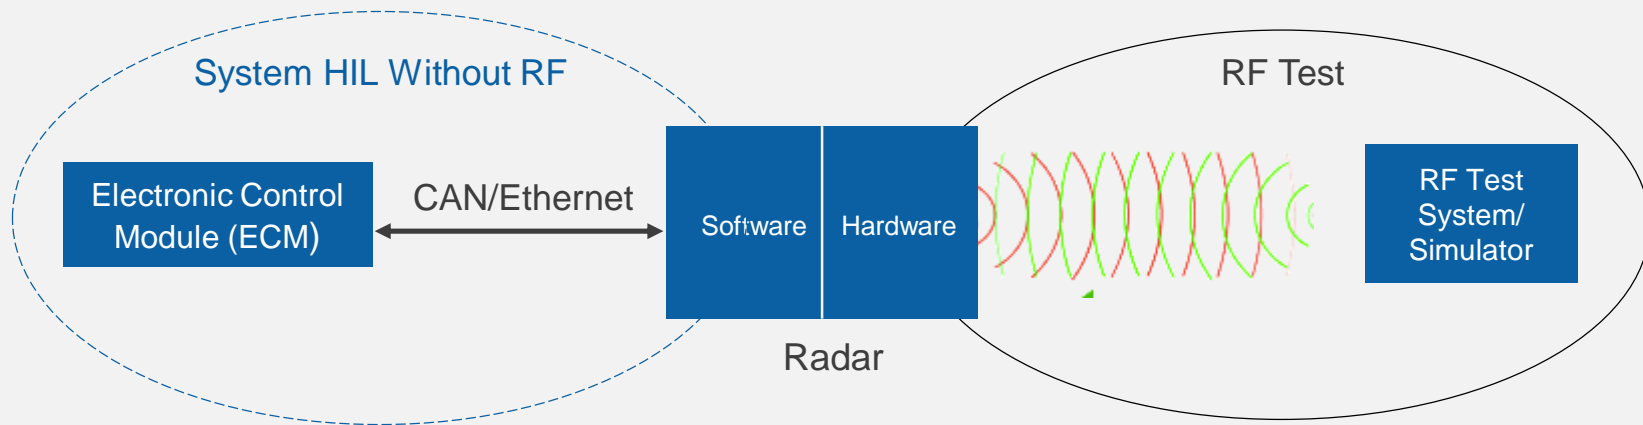 System HIL Without RF
RF Test
Electronic Control
Module (ECM)
CAN/Ethernet
Software
Hardware
RF Test
System/
Simulator
Radar